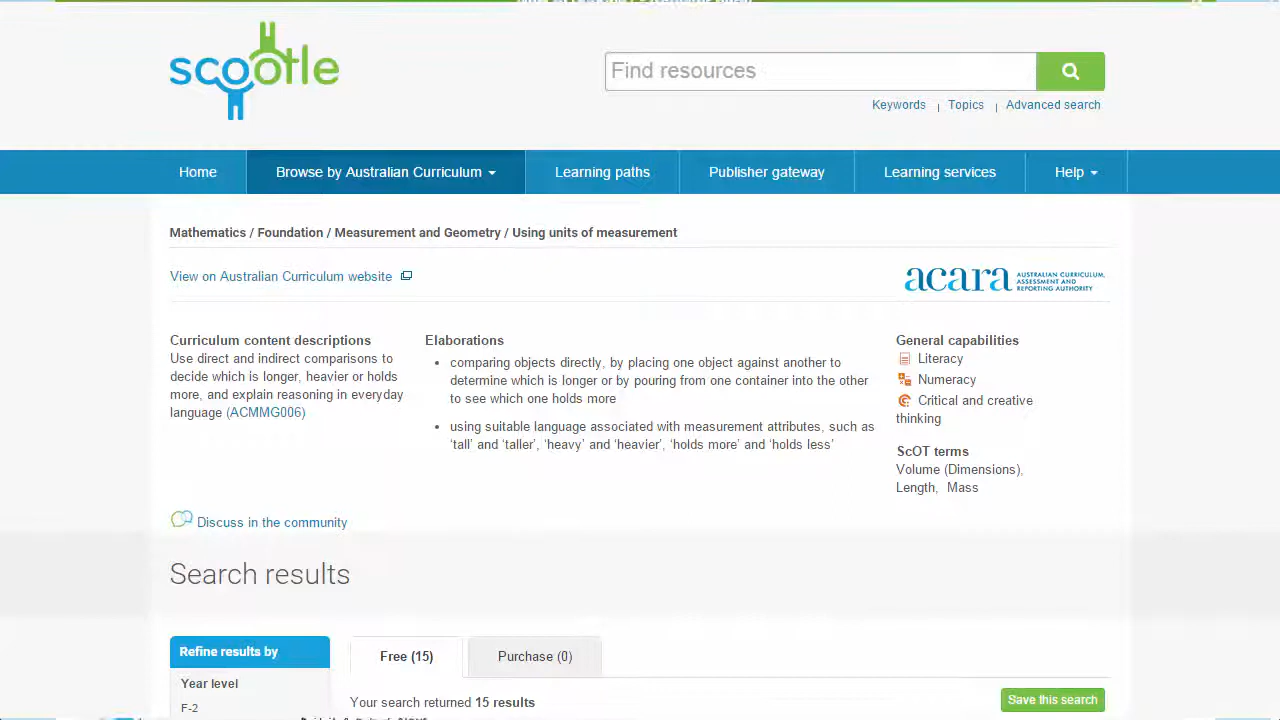 scootle
Find resources
Keywords | Topics | Advanced search
Home Browse by Australian Curriculum Learning paths Publisher gateway Learning services Help
Mathematics / Foundation / Measurement and Geometry / Using units of measurement
View on Australian Curriculum website
acara AUSTRALIAN CURRICULUM,
ASSESSMENT AND
REPORTING AUTHORITY
Curriculum content descriptions
Use direct and indirect comparisons to
decide which is longer, heavier or holds
more, and explain reasoning in everyday
language (ACMMG006)
Elaborations
• comparing objects directly, by placing one object against another to
determine which is longer or by pouring from one container into the other
to see which one holds more
• using suitable language associated with measurement attributes, such as
‘tall’ and ‘taller’, ‘heavy’ and ‘heavier’, ‘holds more’ and ‘holds less’
General capabilities
Literacy
Numeracy
Critical and creative
thinking
ScOT terms
Volume (Dimensions),
Length, Mass
Discuss in the community
Search results
Refine results by
Year level
F-2
Free (15) Purchase (0)
Your search returned 15 results
Save this search